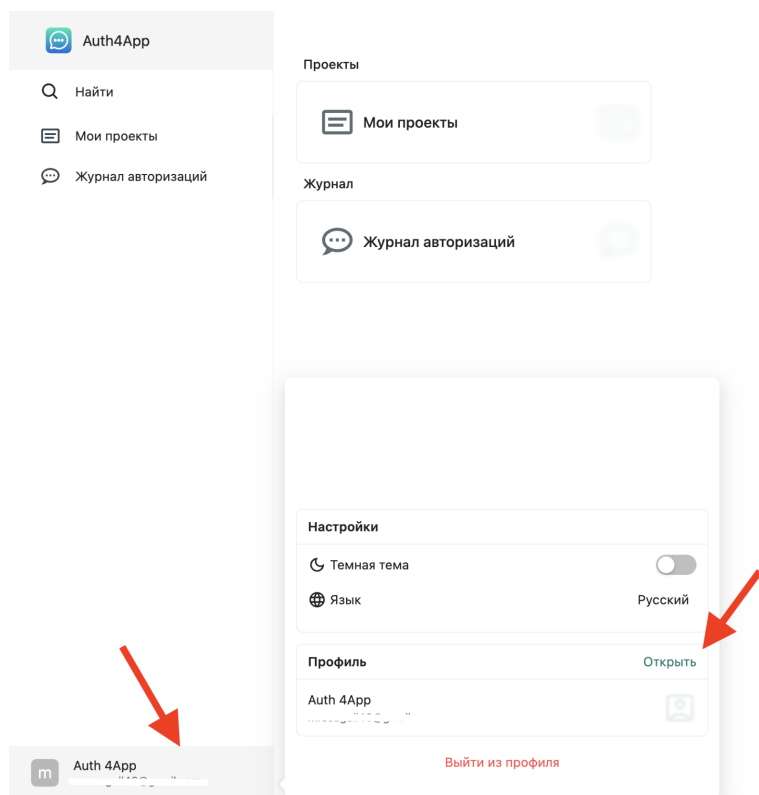 Auth4App
Найти
Мои проекты
Журнал авторизаций
Проекты
Мои проекты
Журнал
Журнал авторизаций
Настройки
Темная тема
Язык
Русский
Профиль
Открыть
Auth 4App
Выйти из профиля
m
Auth 4App